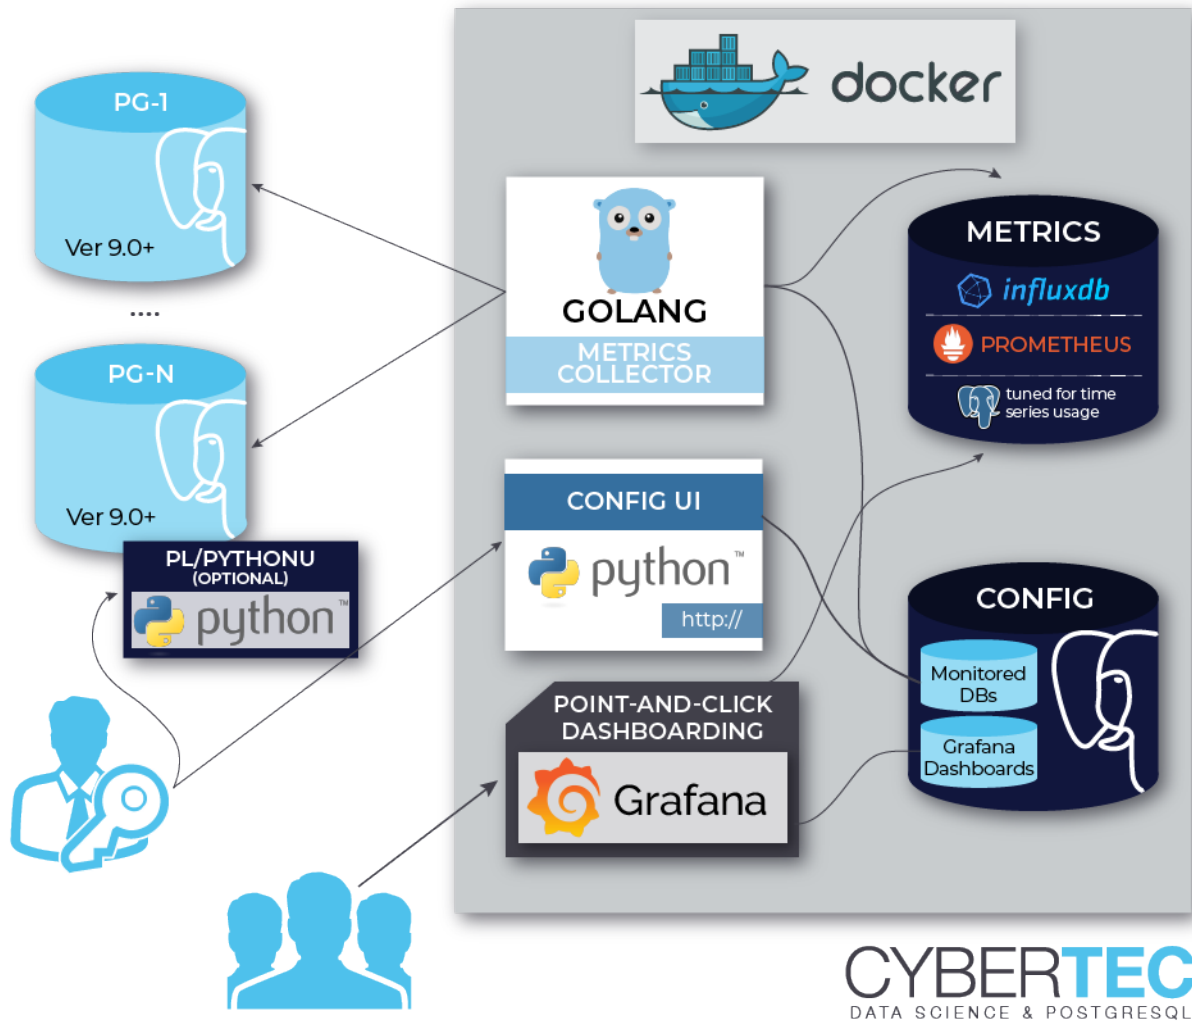 docker
PG-1
Ver 9.0+
....
PG-N
Ver 9.0+
PL/PYTHONU
(OPTIONAL)
python™
GOLANG
METRICS
COLLECTOR
CONFIG UI
python™
http://
POINT-AND-CLICK
DASHBOARDING
Grafana
METRICS
influxdb
PROMETHEUS
tuned for time
series usage
CONFIG
Monitored
DBs
Grafana
Dashboards
CYBERTEC
DATA SCIENCE & POSTGRESQL